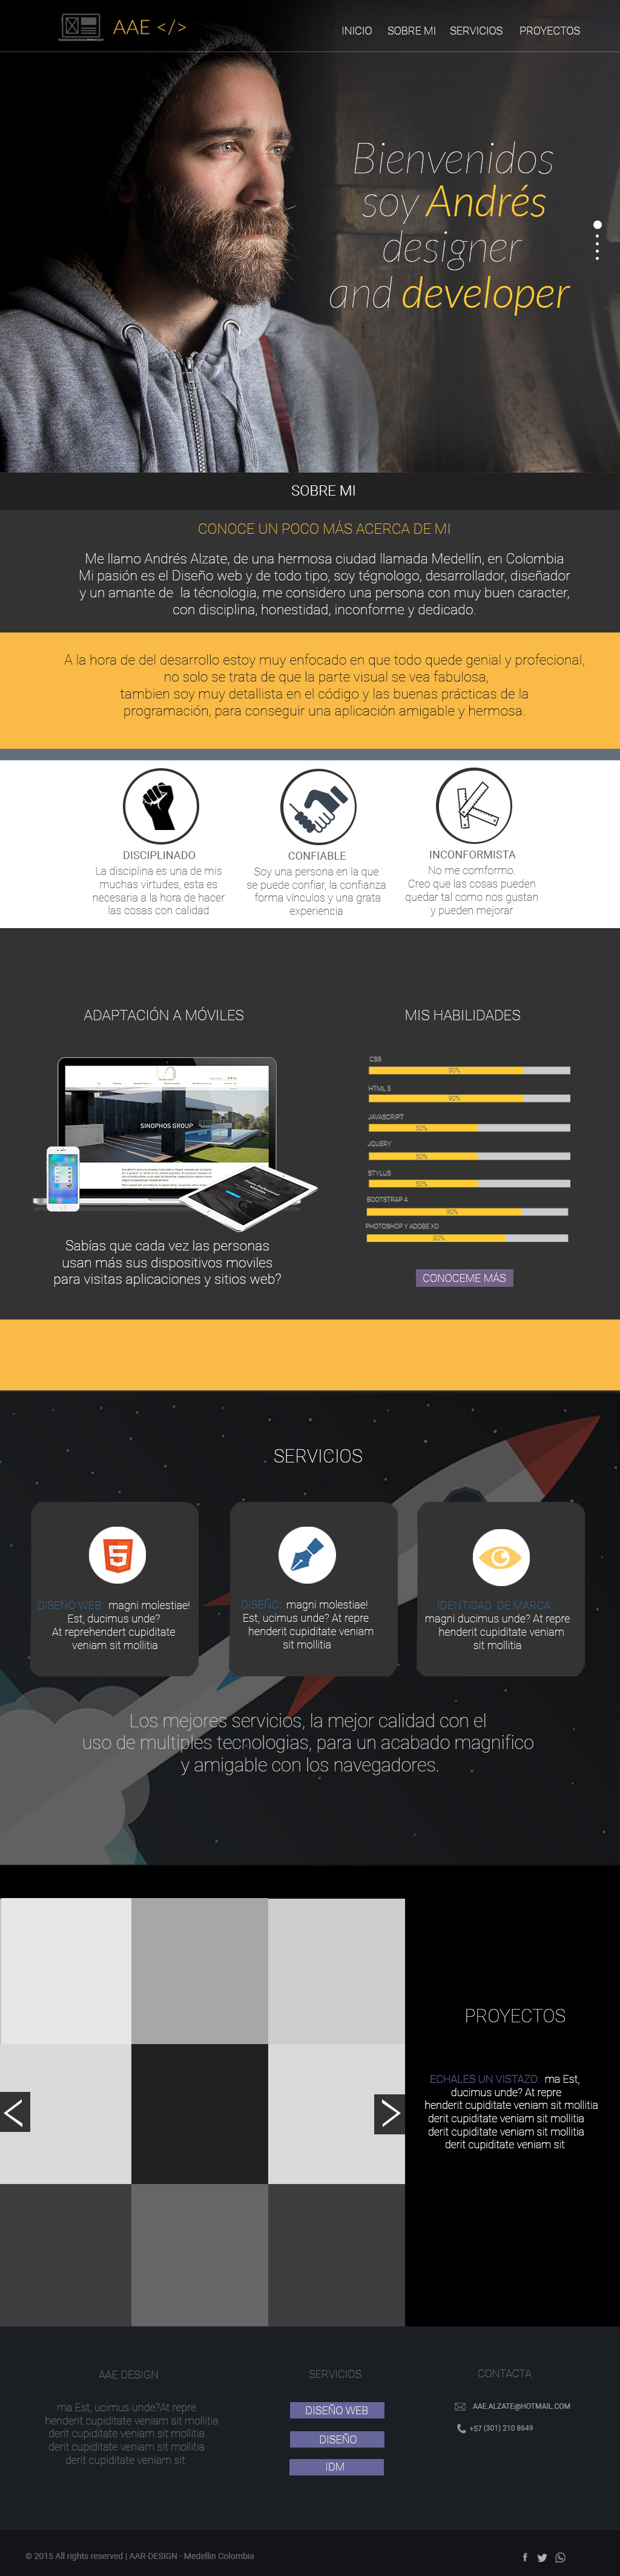 AAE </>
INICIO SOBRE MI SERVICIOS PROYECTOS
Bienvenidos
soy Andrés
designer
and developer
SOBRE MI
CONOCE UN POCO MÁS ACERCA DE MI
Me llamo Andrés Alzate, de una hermosa ciudad llamada Medellín, en Colombia
Mi pasión es el Diseño web y de todo tipo, soy tégnologo, desarrollador, diseñador
y un amante de la técnologia, me considero una persona con muy buen caracter,
con disciplina, honestidad, inconforme y dedicado.
A la hora de del desarrollo estoy muy enfocado en que todo quede genial y profecional,
no solo se trata de que la parte visual se vea fabulosa,
tambien soy muy detallista en el código y las buenas prácticas de la
programación, para conseguir una aplicación amigable y hermosa.
DISCIPLINADO
La disciplina es una de mis
muchas virtudes, esta es
necesaria a la hora de hacer
las cosas con calidad
CONFIABLE
Soy una persona en la que
se puede confiar, la confianza
forma vínculos y una grata
experiencia
INCONFORMISTA
No me comformo.
Creo que las cosas pueden
quedar tal como nos gustan
y pueden mejorar
ADAPTACIÓN A MÓVILES
SINOPHOS GROUP
Sabías que cada vez las personas
usan más sus dispositivos moviles
para visitas aplicaciones y sitios web?
MIS HABILIDADES
CSS
90%
HTML 5
90%
JAVASCRIPT
50%
JQUERY
50%
STYLUS
50%
BOOTSTRAP 4
90%
PHOTOSHOP Y ADOBE XD
80%
CONOCEME MÁS
SERVICIOS
DISEÑO WEB: magni molestiae!
Est, ducimus unde?
At reprehendert cupiditate
veniam sit mollitia
DISEÑO: magni molestiae!
Est, ucimus unde? At repre
henderit cupiditate veniam
sit mollitia
IDENTIDAD DE MARCA:
magni ducimus unde? At repre
henderit cupiditate veniam
sit mollitia
Los mejores servicios, la mejor calidad con el
uso de multiples tecnologias, para un acabado magnifico
y amigable con los navegadores.
PROYECTOS
ECHALES UN VISTAZO: ma Est,
ducimus unde? At repre
henderit cupiditate veniam sit mollitia
derit cupiditate veniam sit mollitia
derit cupiditate veniam sit mollitia
derit cupiditate veniam sit
AAE DESIGN
ma Est, ucimus unde?At repre
henderit cupiditate veniam sit mollitia
derit cupiditate veniam sit mollitia
derit cupiditate veniam sit mollitia
derit cupiditate veniam sit
SERVICIOS
DISEÑO WEB
DISEÑO
IDM
CONTACTA
AAE.ALZATE@HOTMAIL.COM
+57 (301) 210 8649
© 2015 All rights reserved | AAR-DESIGN - Medellin Colombia